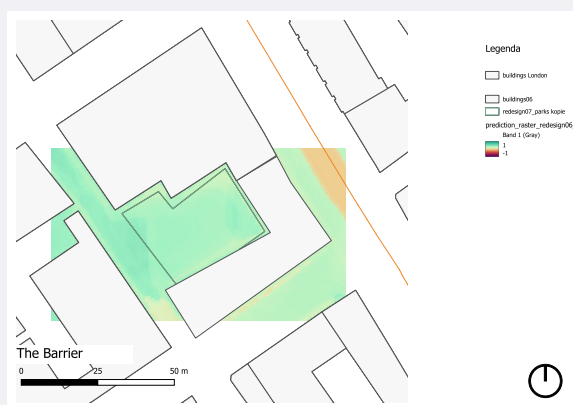 Legenda
buildings London
buildings06
redesign07_parks kopie
prediction_raster_redesign06
Band 1 (Gray)
1
-1
The Barrier
0 25 50 m